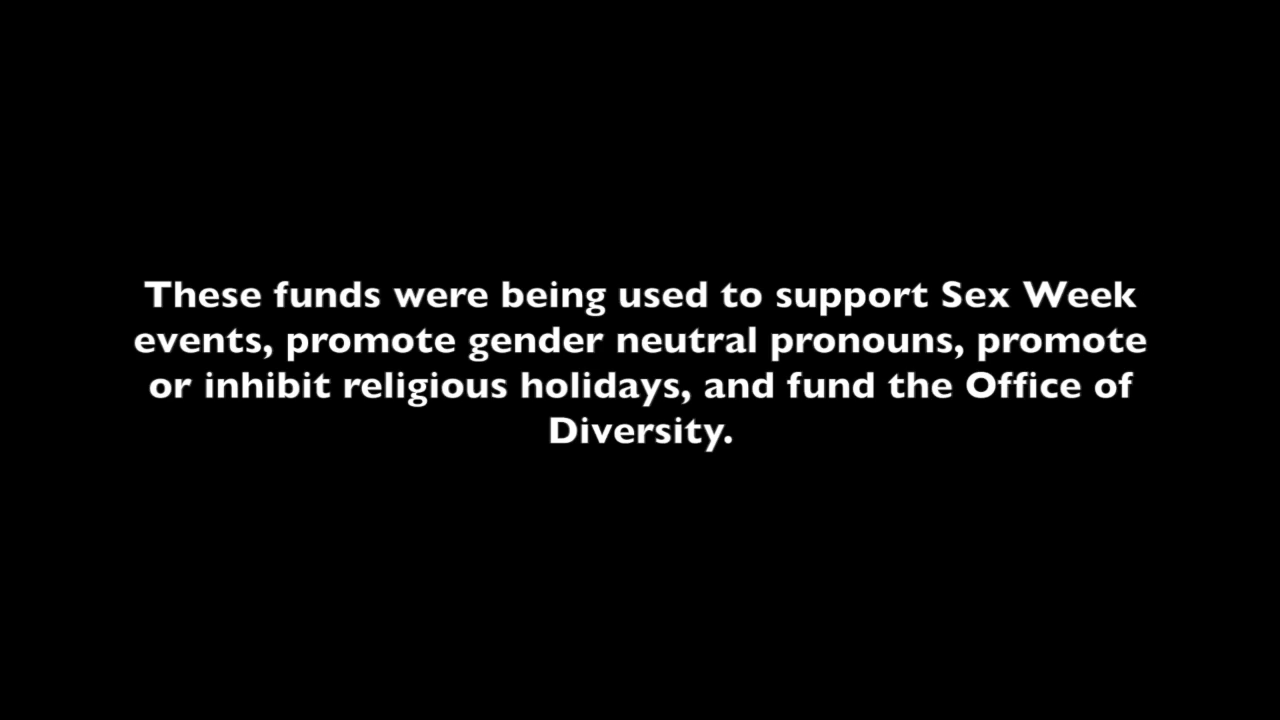 These funds were being used to support Sex Week
events, promote gender neutral pronouns, promote
or inhibit religious holidays, and fund the Office of
Diversity.